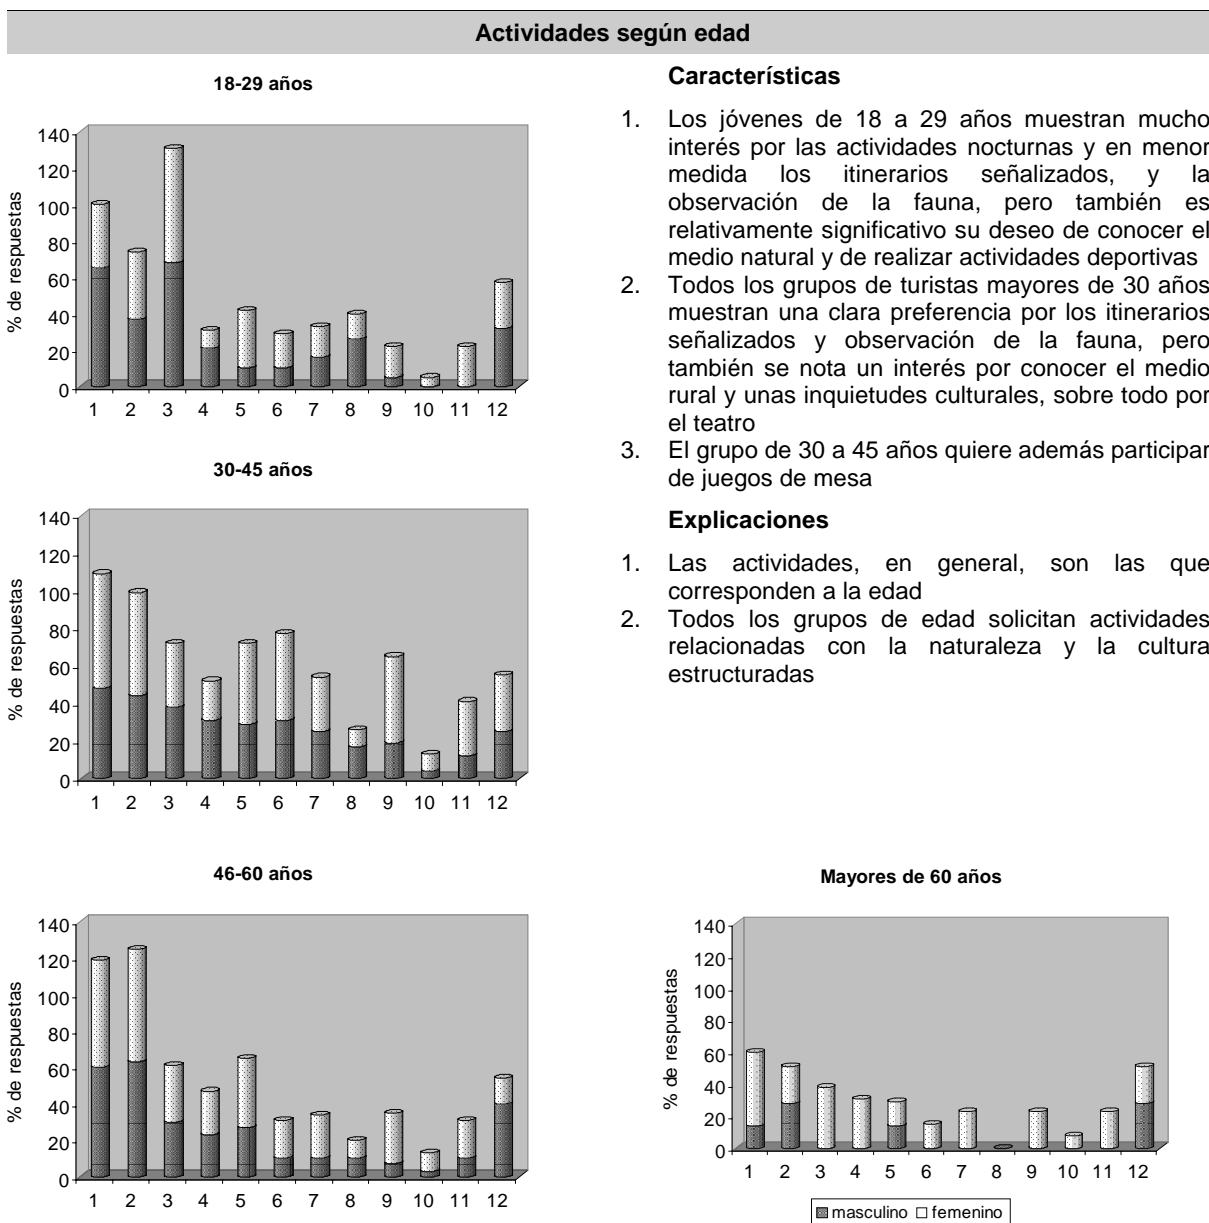 Actividades según edad
18-29 años
140
120
100
80
60
40
20
0
% de respuestas
1 2 3 4 5 6 7 8 9 10 11 12
30-45 años
140
120
100
80
60
40
20
0
% de respuestas
1 2 3 4 5 6 7 8 9 10 11 12
Características
1. Los jóvenes de 18 a 29 años muestran mucho
interés por las actividades nocturnas y en menor
medida los itinerarios señalizados, y la
observación de la fauna, pero también es
relativamente significativo su deseo de conocer el
medio natural y de realizar actividades deportivas
2. Todos los grupos de turistas mayores de 30 años
muestran una clara preferencia por los itinerarios
señalizados y observación de la fauna, pero
también se nota un interés por conocer el medio
rural y unas inquietudes culturales, sobre todo por
el teatro
3. El grupo de 30 a 45 años quiere además participar
de juegos de mesa
Explicaciones
1. Las actividades, en general, son las que
corresponden a la edad
2. Todos los grupos de edad solicitan actividades
relacionadas con la naturaleza y la cultura
estructuradas
46-60 años
140
120
100
80
60
40
20
0
% de respuestas
1 2 3 4 5 6 7 8 9 10 11 12
Mayores de 60 años
140
120
100
80
60
40
20
0
% de respuestas
1 2 3 4 5 6 7 8 9 10 11 12
masculino femenino